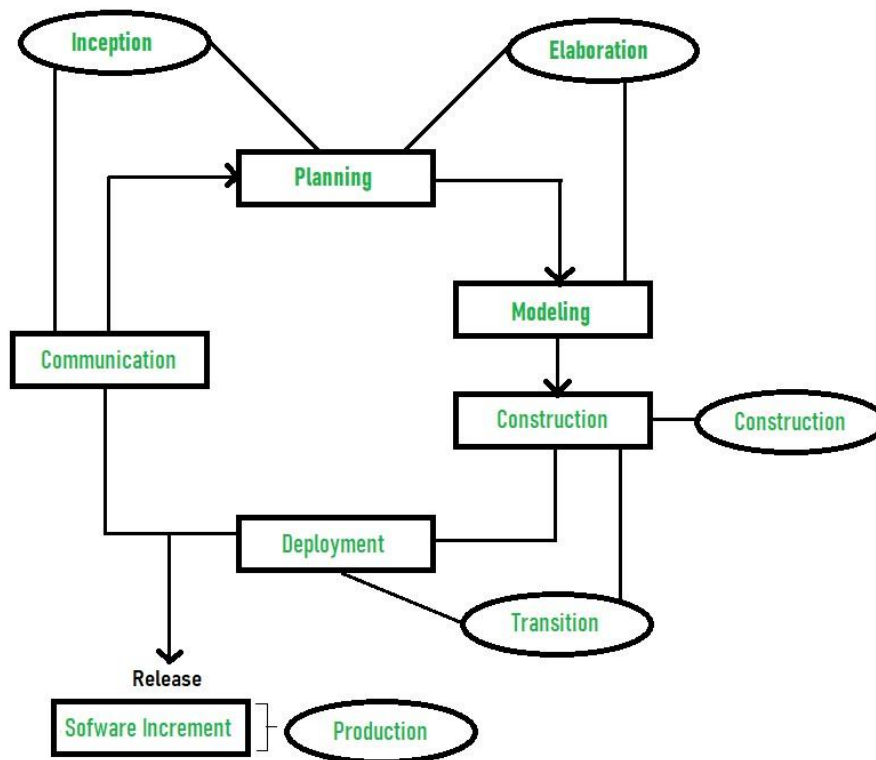 Inception
Elaboration
Planning
Modeling
Communication
Construction
Construction
Deployment
Transition
Release
Sofware Increment
Production